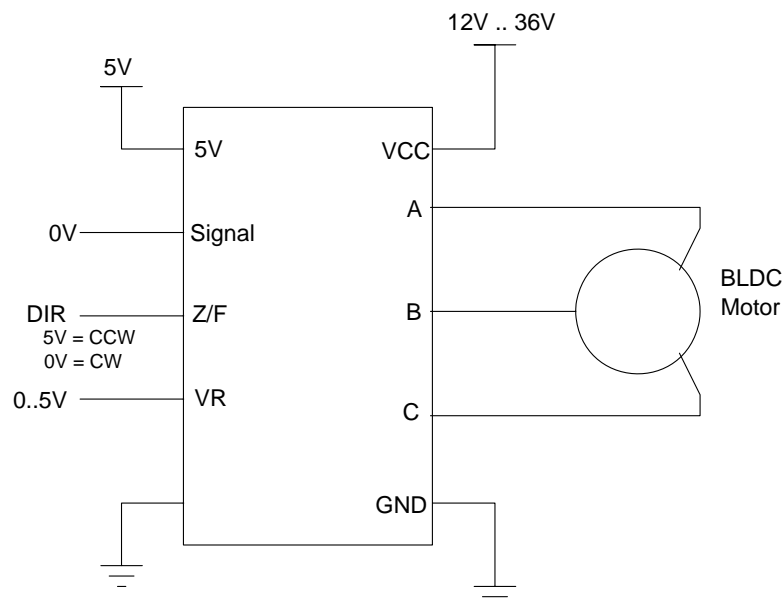 12V .. 36V
5V
5V
VCC
A
0V
Signal
BLDC
Motor
DIR
Z/F
B
5V = CCW
0V = CW
0..5V
VR
C
GND